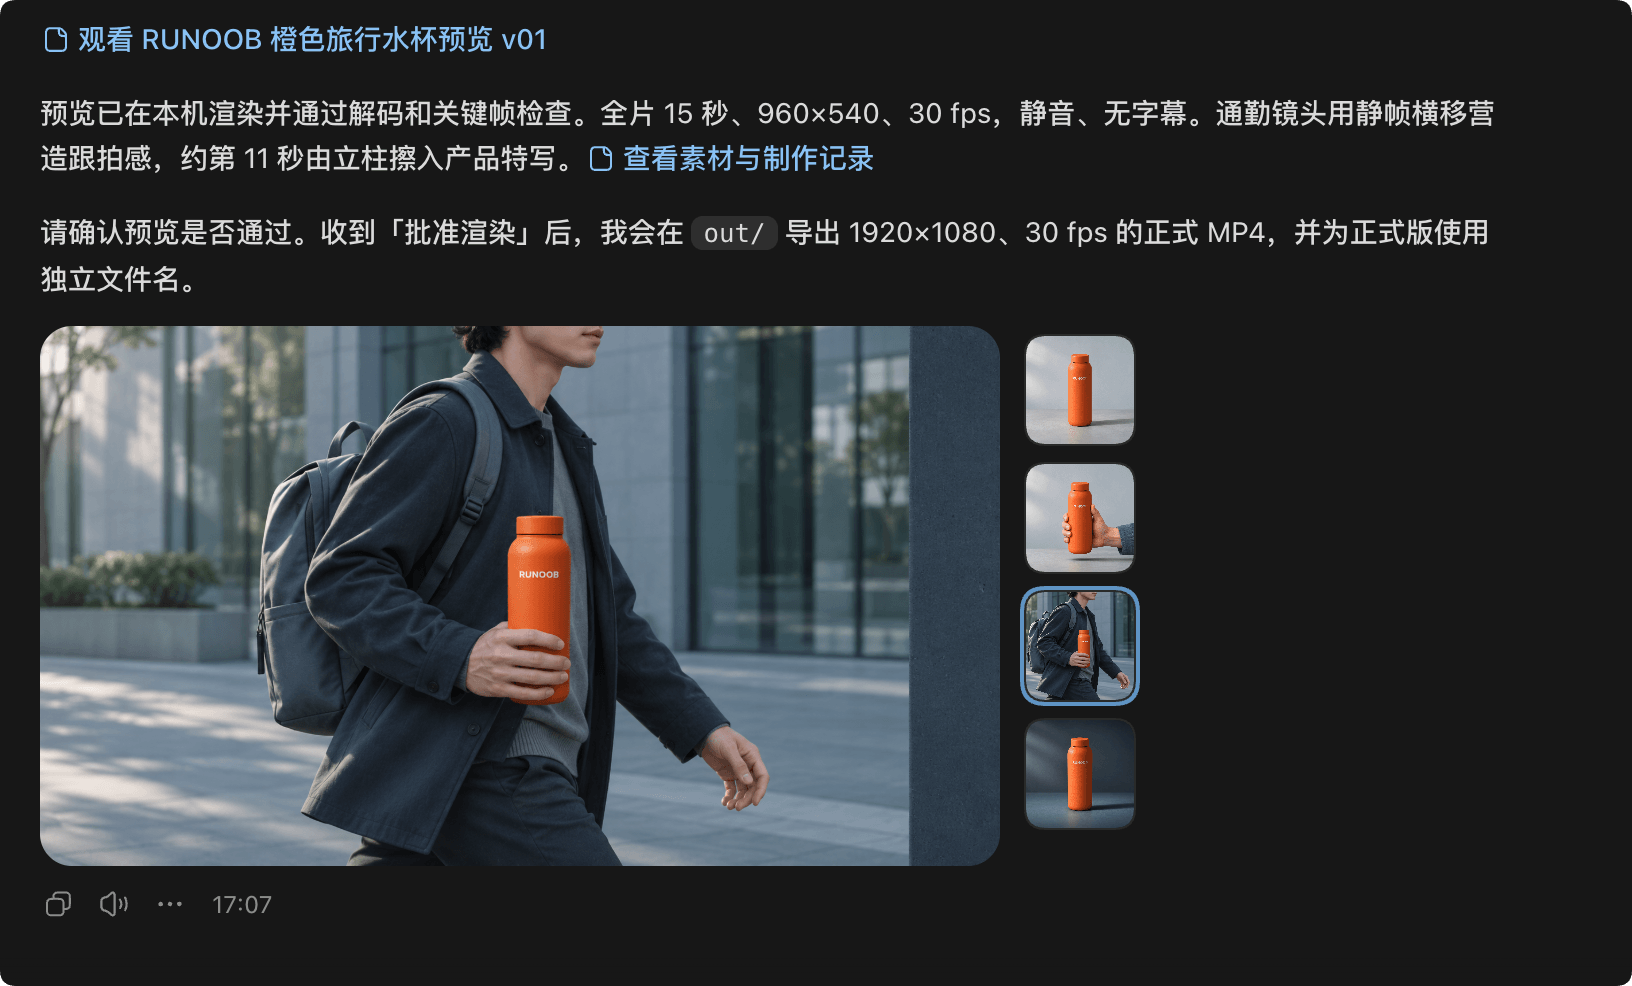 观看 RUNOOB 橙色旅行水杯预览 v01
预览已在本机渲染并通过解码和关键帧检查。全片 15 秒、960×540、30 fps，静音、无字幕。通勤镜头用静帧横移营
造跟拍感，约第 11 秒由立柱擦入产品特写。 查看素材与制作记录
请确认预览是否通过。收到「批准渲染」后，我会在 out/ 导出 1920×1080、30 fps 的正式 MP4，并为正式版使用
独立文件名。
RUNOOB
17:07